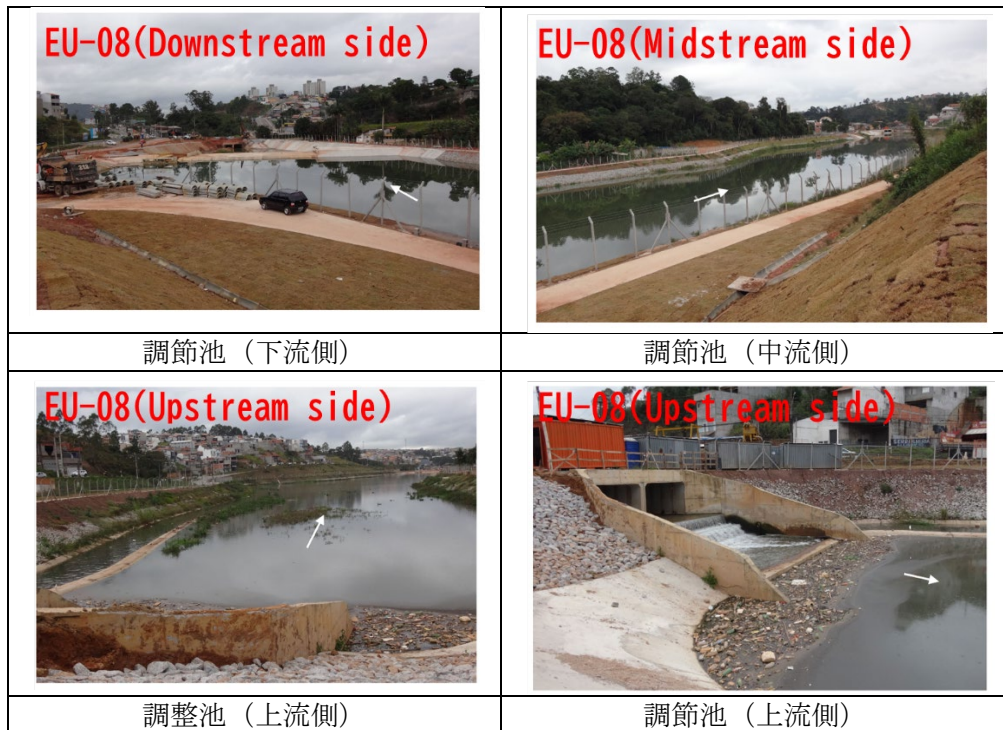 EU-08(Downstream side)
EU-08(Midstream side)
調節池（下流側）
調節池（中流側）
EU-08(Upstream side)
EU-08(Upstream side)
調整池（上流側）
調節池（上流側）